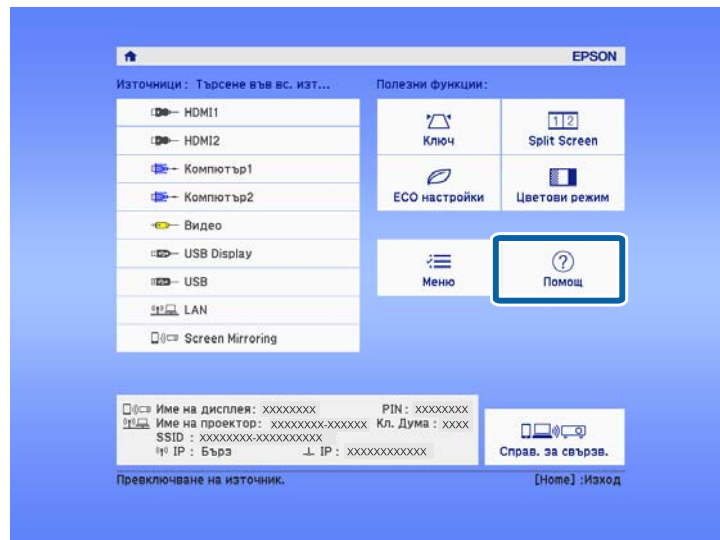 EPSON
Източници : Търсене във вс. изт...
HDMI1
HDMI2
Компютър1
Компютър2
Видео
USB Display
USB
LAN
Screen Mirroring
Полезни функции:
Ключ
1 2
Split Screen
ECO настройки
Цветови режим
Меню
?
Помощ
Име на дисплея: XXXXXXXX PIN: XXXXXXXX
Име на проектор: XXXXXXXX-XXXXXX Кл. Дума : XXXX
SSID : XXXXXXXX-XXXXXXXXXX
IP : Бърз IP : XXXXXXXXXXXX
Справ. за свързв.
Превключване на източник. [Home] :Изход